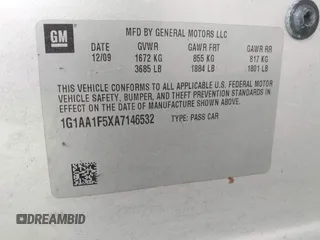 GM
MFD BY GENERAL MOTORS LLC
DATE GVWR GAWR FRT GAWR RR
12/09 1672 KG 855 KG 817 KG
3685 LB 1884 LB 1801 LB
THIS VEHICLE CONFORMS TO ALL APPLICABLE U.S. FEDERAL MOTOR
VEHICLE SAFETY, BUMPER, AND THEFT PREVENTION STANDARDS IN
EFFECT ON THE DATE OF MANUFACTURE SHOWN ABOVE.
1G1AA1F5XA7146532 TYPE: PASS CAR
DREAMBID